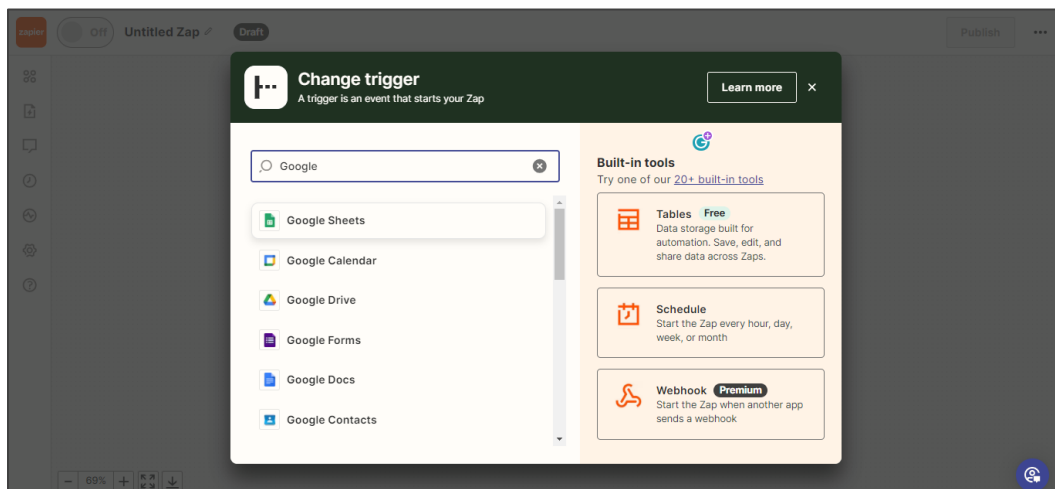 zapier
Off
Untitled Zap
Draft
Publish
Change trigger
A trigger is an event that starts your Zap
Learn more
Google
Google Sheets
Google Calendar
Google Drive
Google Forms
Google Docs
Google Contacts
Built-in tools
Try one of our 20+ built-in tools
Tables Free
Data storage built for
automation. Save, edit, and
share data across Zaps.
Schedule
Start the Zap every hour, day,
week, or month
Webhook Premium
Start the Zap when another app
sends a webhook
69%